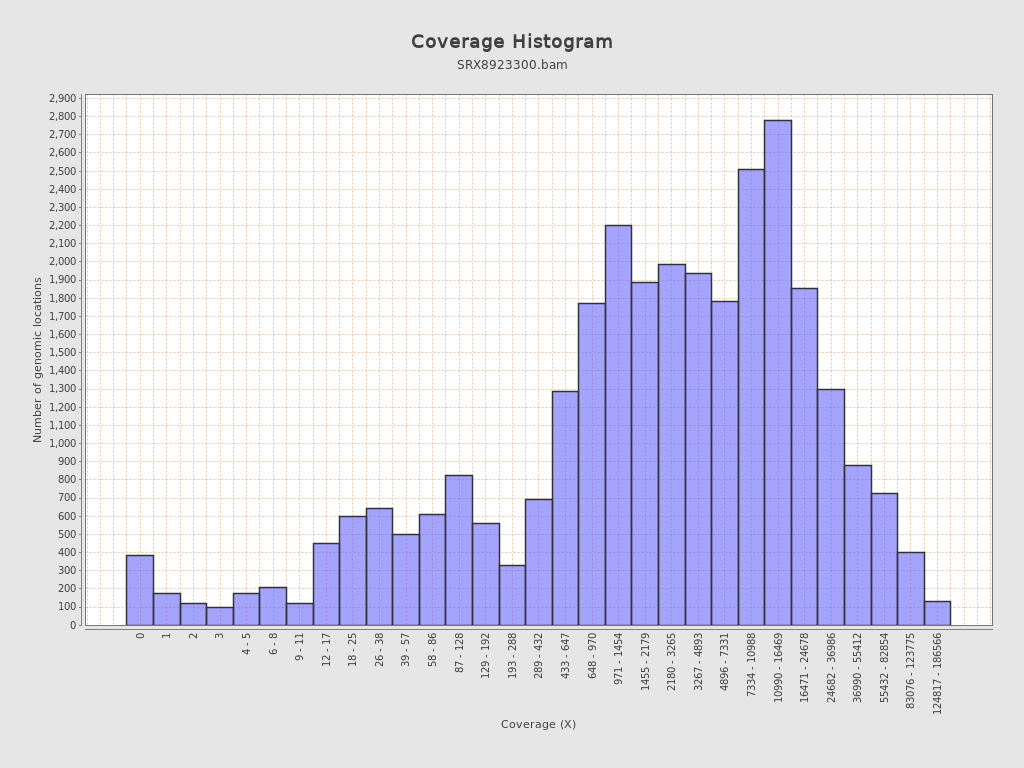 Coverage Histogram
SRX8923300.bam
Number of genomic locations
2,900
2,800
2,700
2,600
2,500
2,400
2,300
2,200
2,100
2,000
1,900
1,800
1,700
1,600
1,500
1,400
1,300
1,200
1,100
1,000
900
800
700
600
500
400
300
200
100
0
0
1
2
3
4 - 5
6 - 8
9 - 11
12 - 17
18 - 25
26 - 38
39 - 57
58 - 86
87 - 128
129 - 192
193 - 288
289 - 432
433 - 647
648 - 970
971 - 1454
1455 - 2179
2180 - 3265
3267 - 4893
4896 - 7331
7334 - 10988
10990 - 16469
16471 - 24678
24682 - 36986
36990 - 55412
55432 - 82854
83076 - 123775
124817 - 186566
Coverage (X)